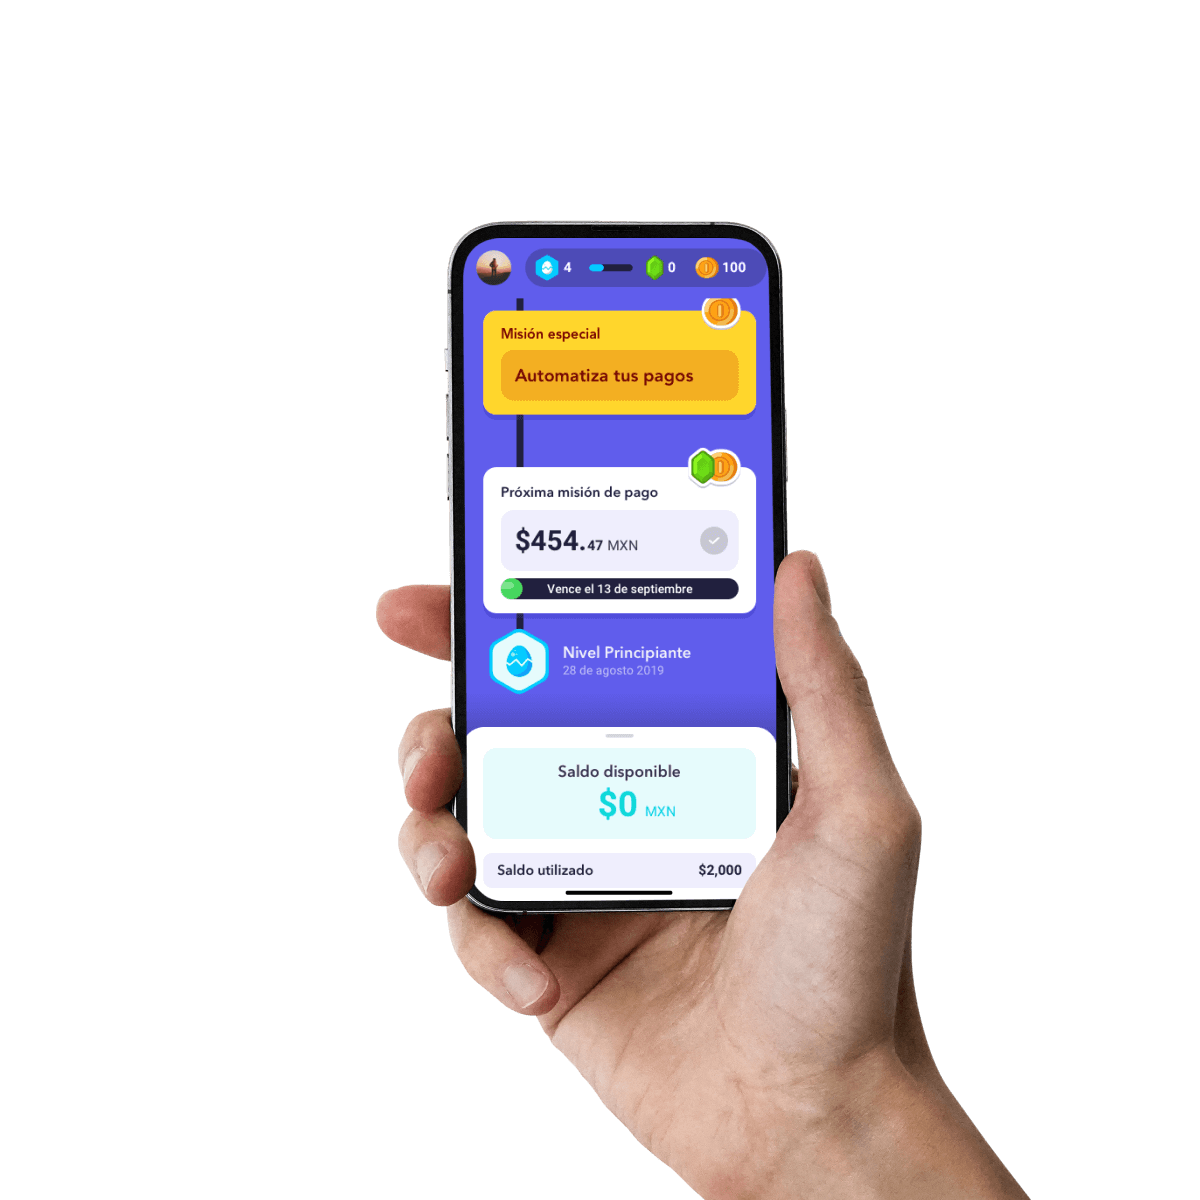 4 0 100
Misión especial
Automatiza tus pagos
Próxima misión de pago
$454.47 MXN
Vence el 13 de septiembre
Nivel Principiante
28 de agosto 2019
Saldo disponible
$0 MXN
Saldo utilizado $2,000